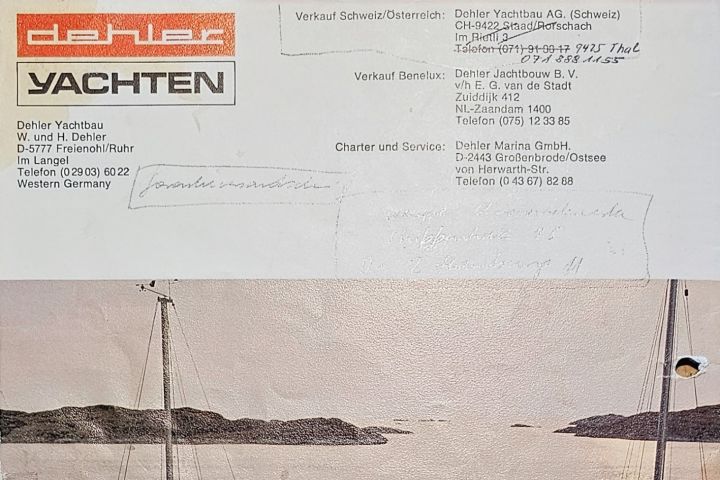 dehler
YACHTEN
Dehler Yachtbau
W. und H. Dehler
D-5777 Freienohl/Ruhr
Im Langel
Telefon (0 29 03) 60 22
Western Germany
Verkauf Schweiz/Österreich: Dehler Yachtbau AG. (Schweiz)
CH-9422 Staad/Rorschach
Im Rietli 3
Telefon (071) 91 00 17 9425 Thal
071 888 11 55
Verkauf Benelux: Dehler Jachtbouw B. V.
v/h E. G. van de Stadt
Zuiddijk 412
NL-Zaandam 1400
Telefon (075) 12 33 85
Charter und Service: Dehler Marina GmbH.
D-2443 Großenbrode/Ostsee
von Herwarth-Str.
Telefon (0 43 67) 82 88